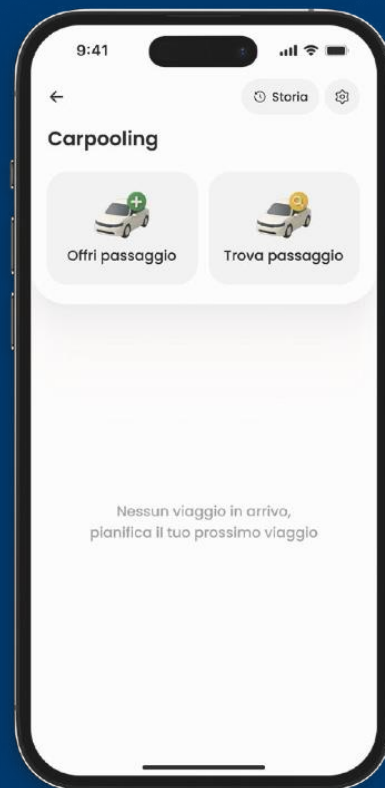 9:41
Storia
Carpooling
Offri passaggio
Trova passaggio
Nessun viaggio in arrivo,
pianifica il tuo prossimo viaggio